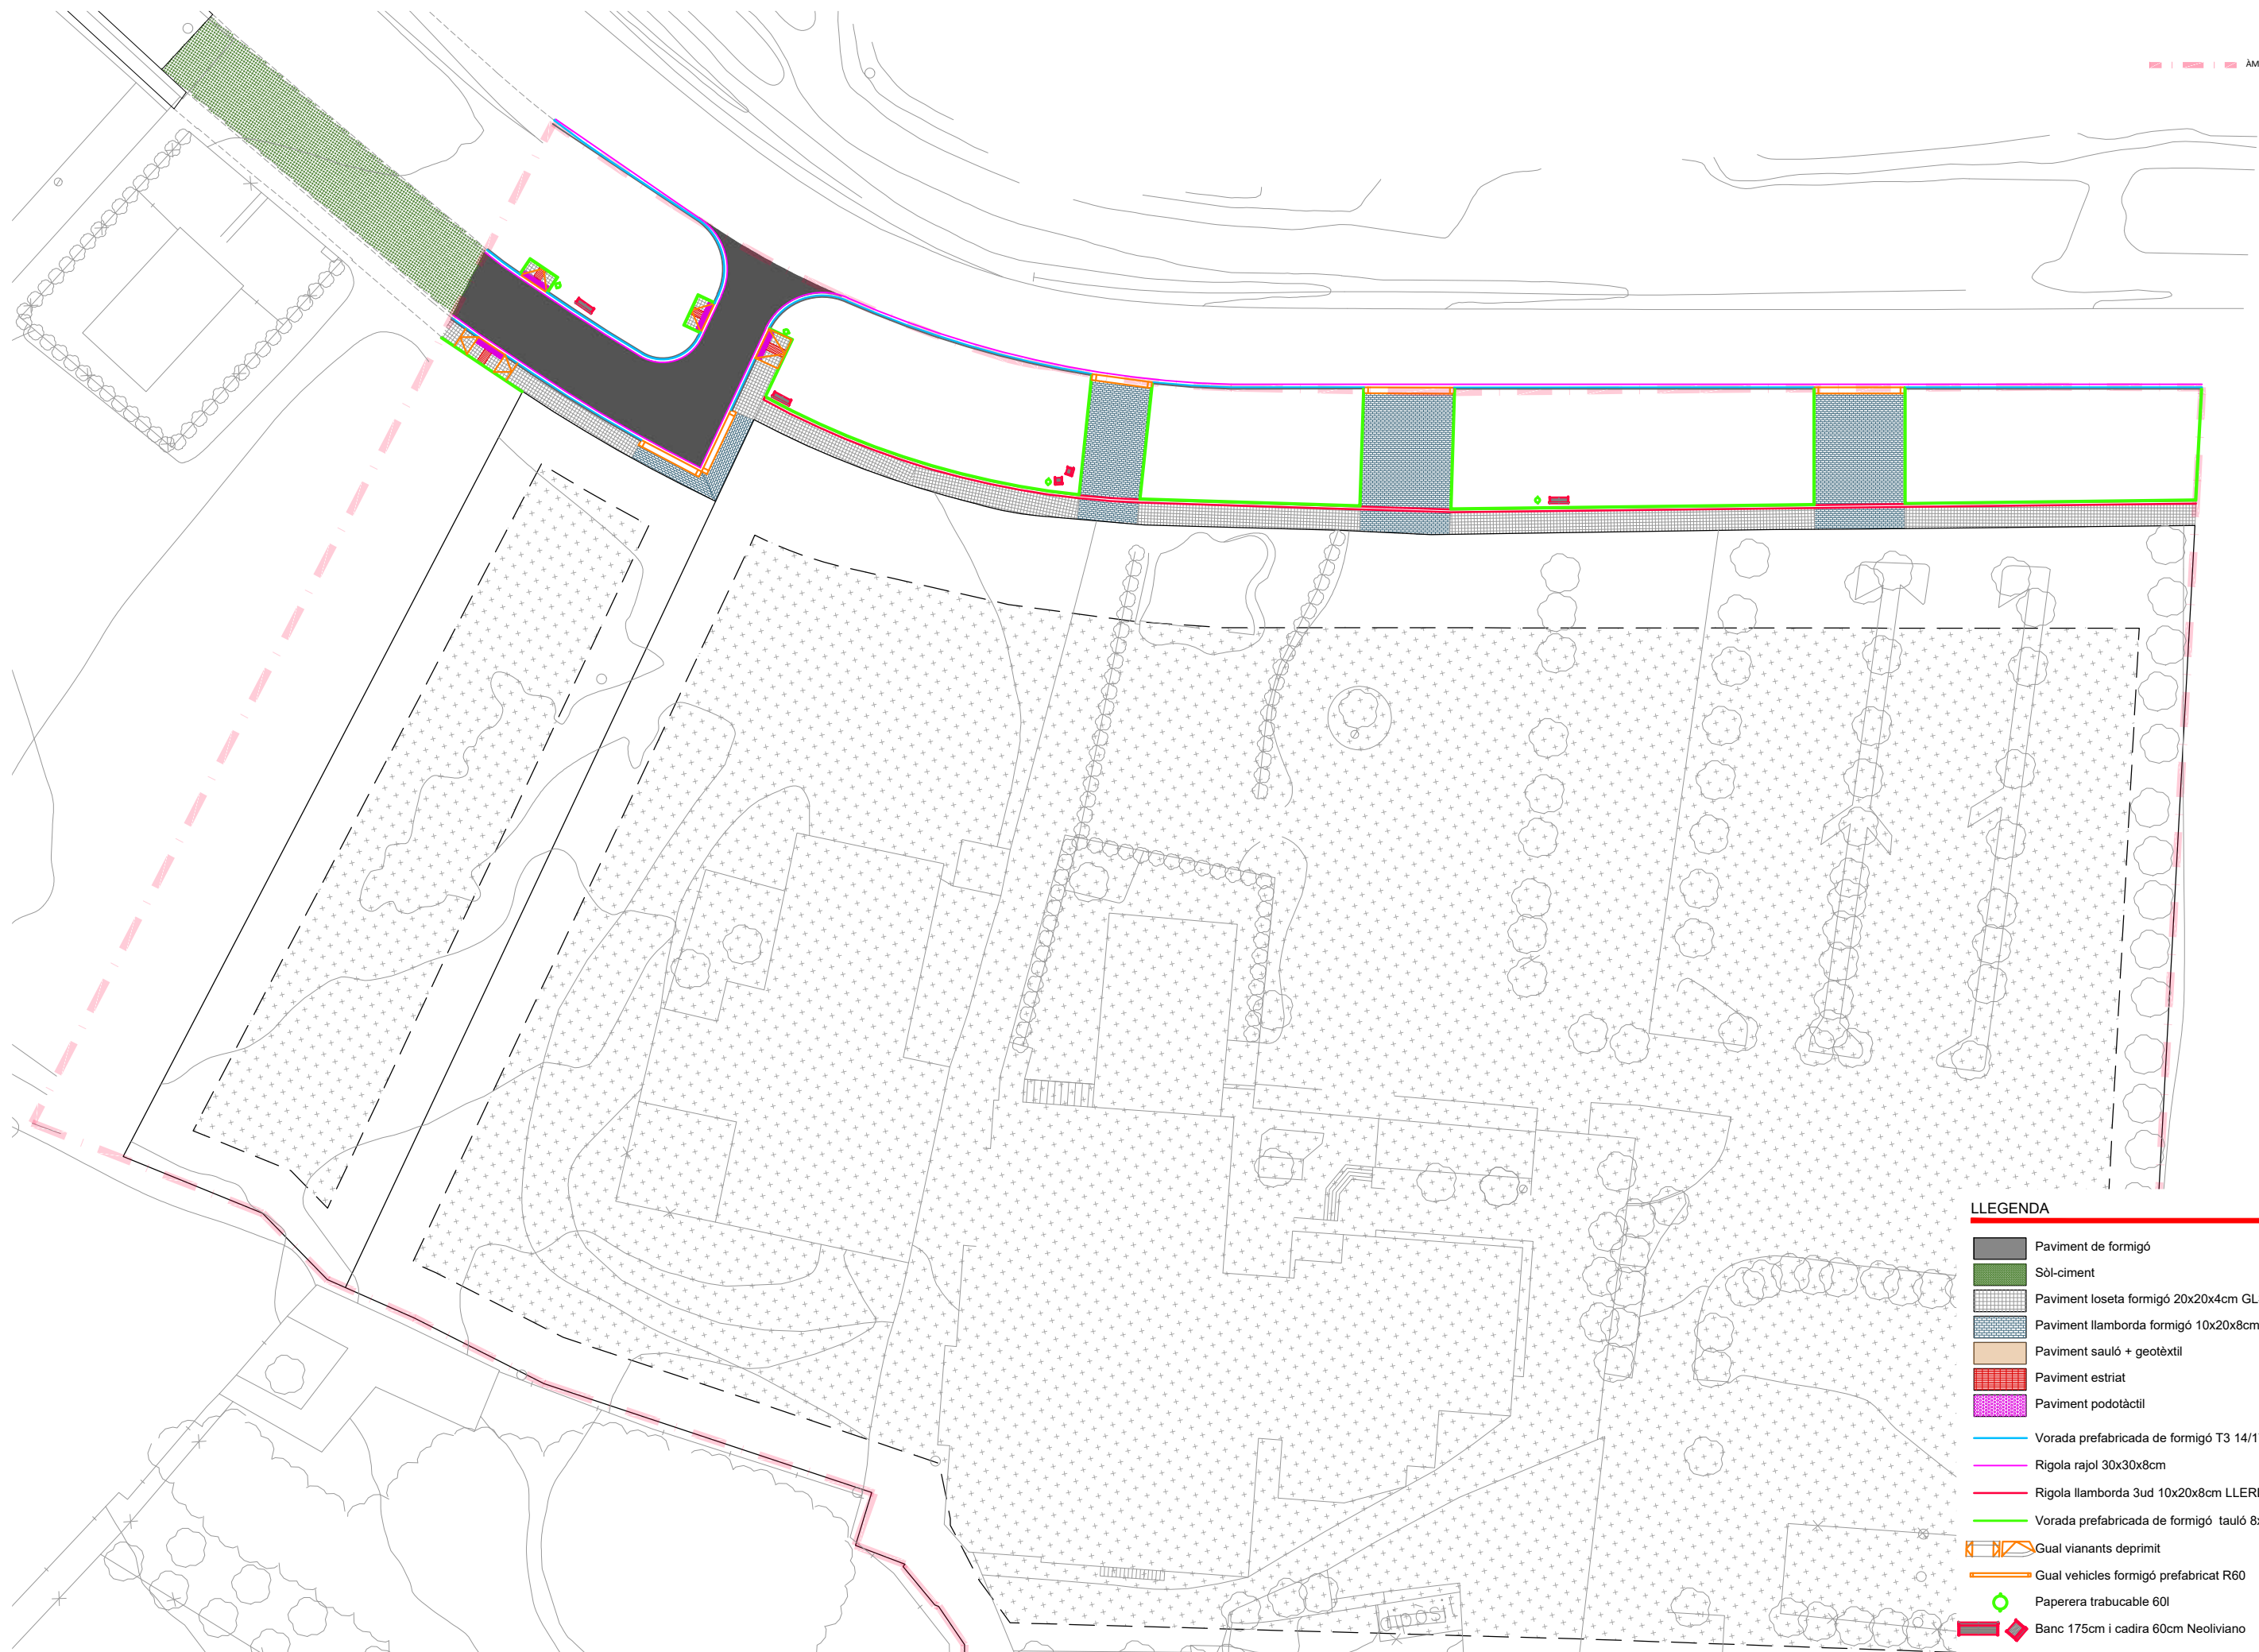 ÀM
LLEGENDA
Paviment de formigó
Sòl-ciment
Paviment loseta formigó 20x20x4cm GL
Paviment llamborda formigó 10x20x8cm
Paviment sauló + geotèxtil
Paviment estriat
Paviment podotàctil
Vorada prefabricada de formigó T3 14/1
Rigola rajol 30x30x8cm
Rigola llamborda 3ud 10x20x8cm LLER
Vorada prefabricada de formigó tauló 8x
Gual vianants deprimit
Gual vehicles formigó prefabricat R60
Paperera trabucable 60l
Banc 175cm i cadira 60cm Neoliviano